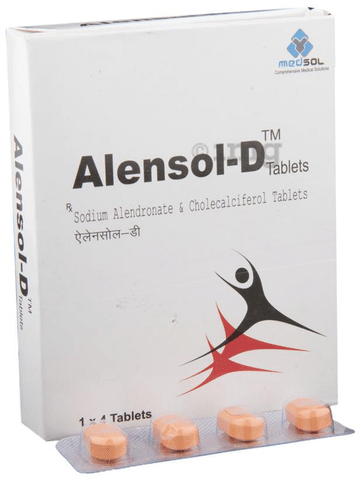 medsol
Comprehensive Medical Solutions
Alensol-D™
Tablets
Rx Sodium Alendronate & Cholecalciferol Tablets
ऐलेनसोल-डी
1 x 4 Tablets
Alensol-D™
Tablets